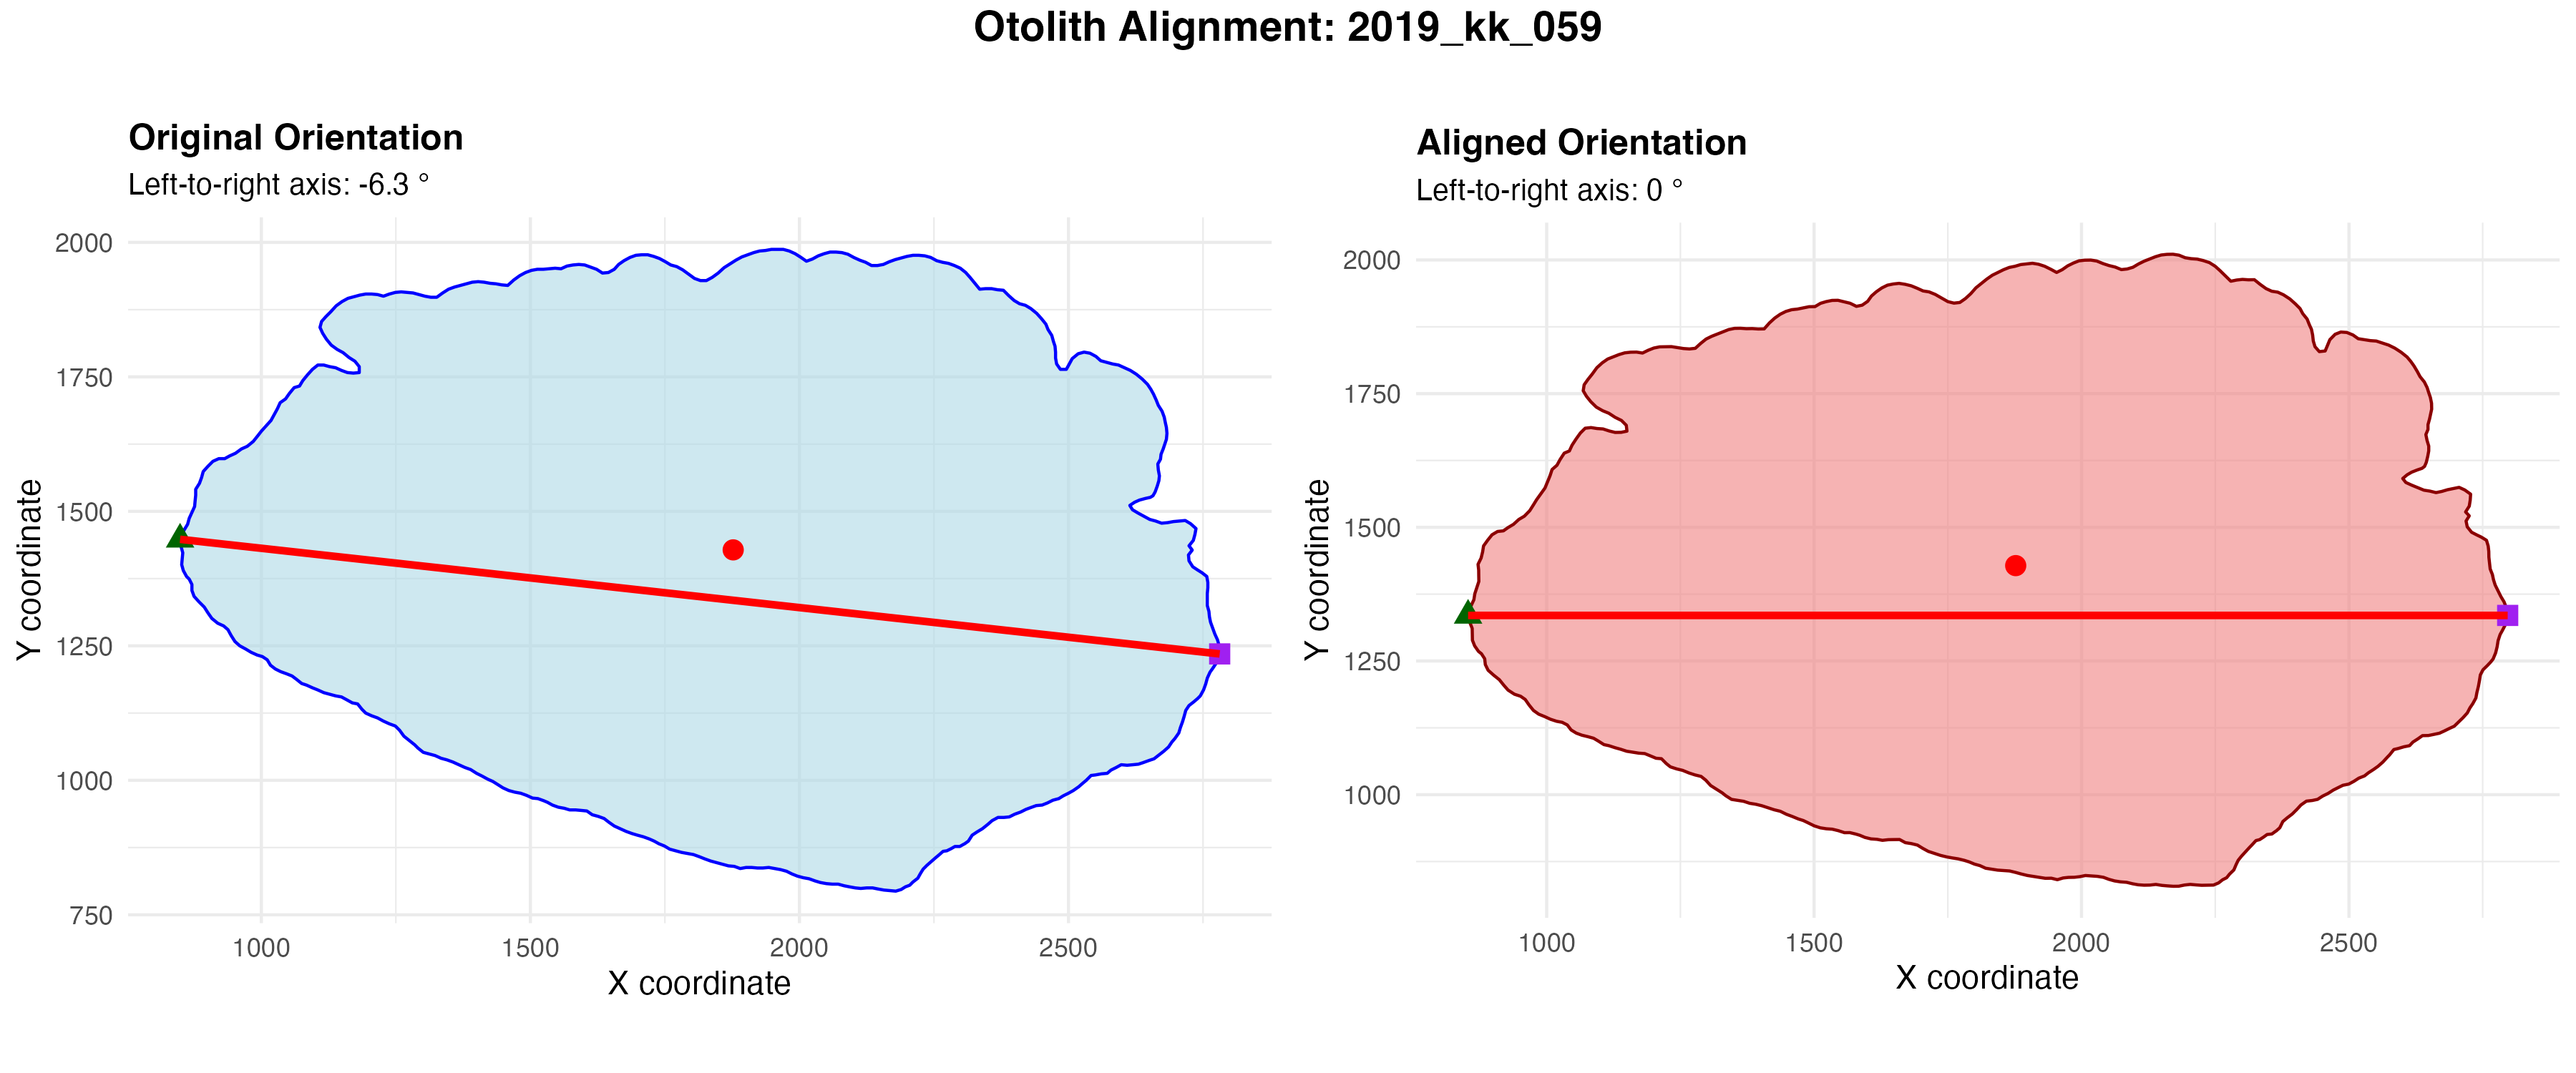 Otolith Alignment: 2019_kk_059
Original Orientation
Left-to-right axis: -6.3 °
Y coordinate
2000
1750
1500
1250
1000
750
1000 1500 2000 2500
X coordinate
Aligned Orientation
Left-to-right axis: 0 °
Y coordinate
2000
1750
1500
1250
1000
1000 1500 2000 2500
X coordinate